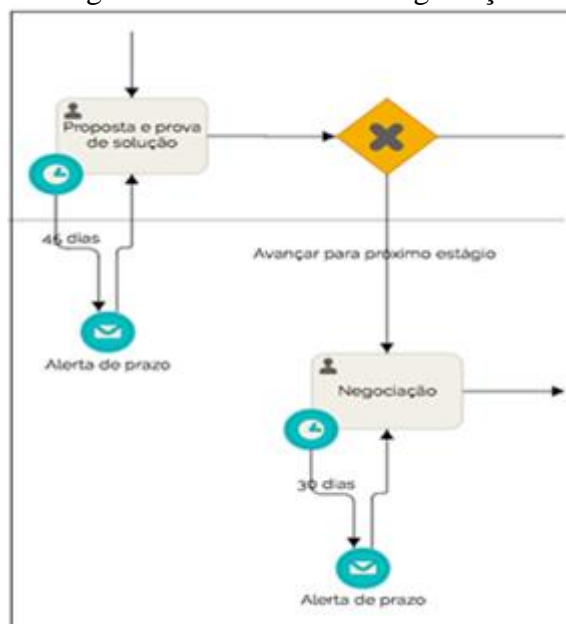 Proposta e prova
de solução
45 dias
Avançar para próximo estágio
Alerta de prazo
Negociação
30 dias
Alerta de prazo